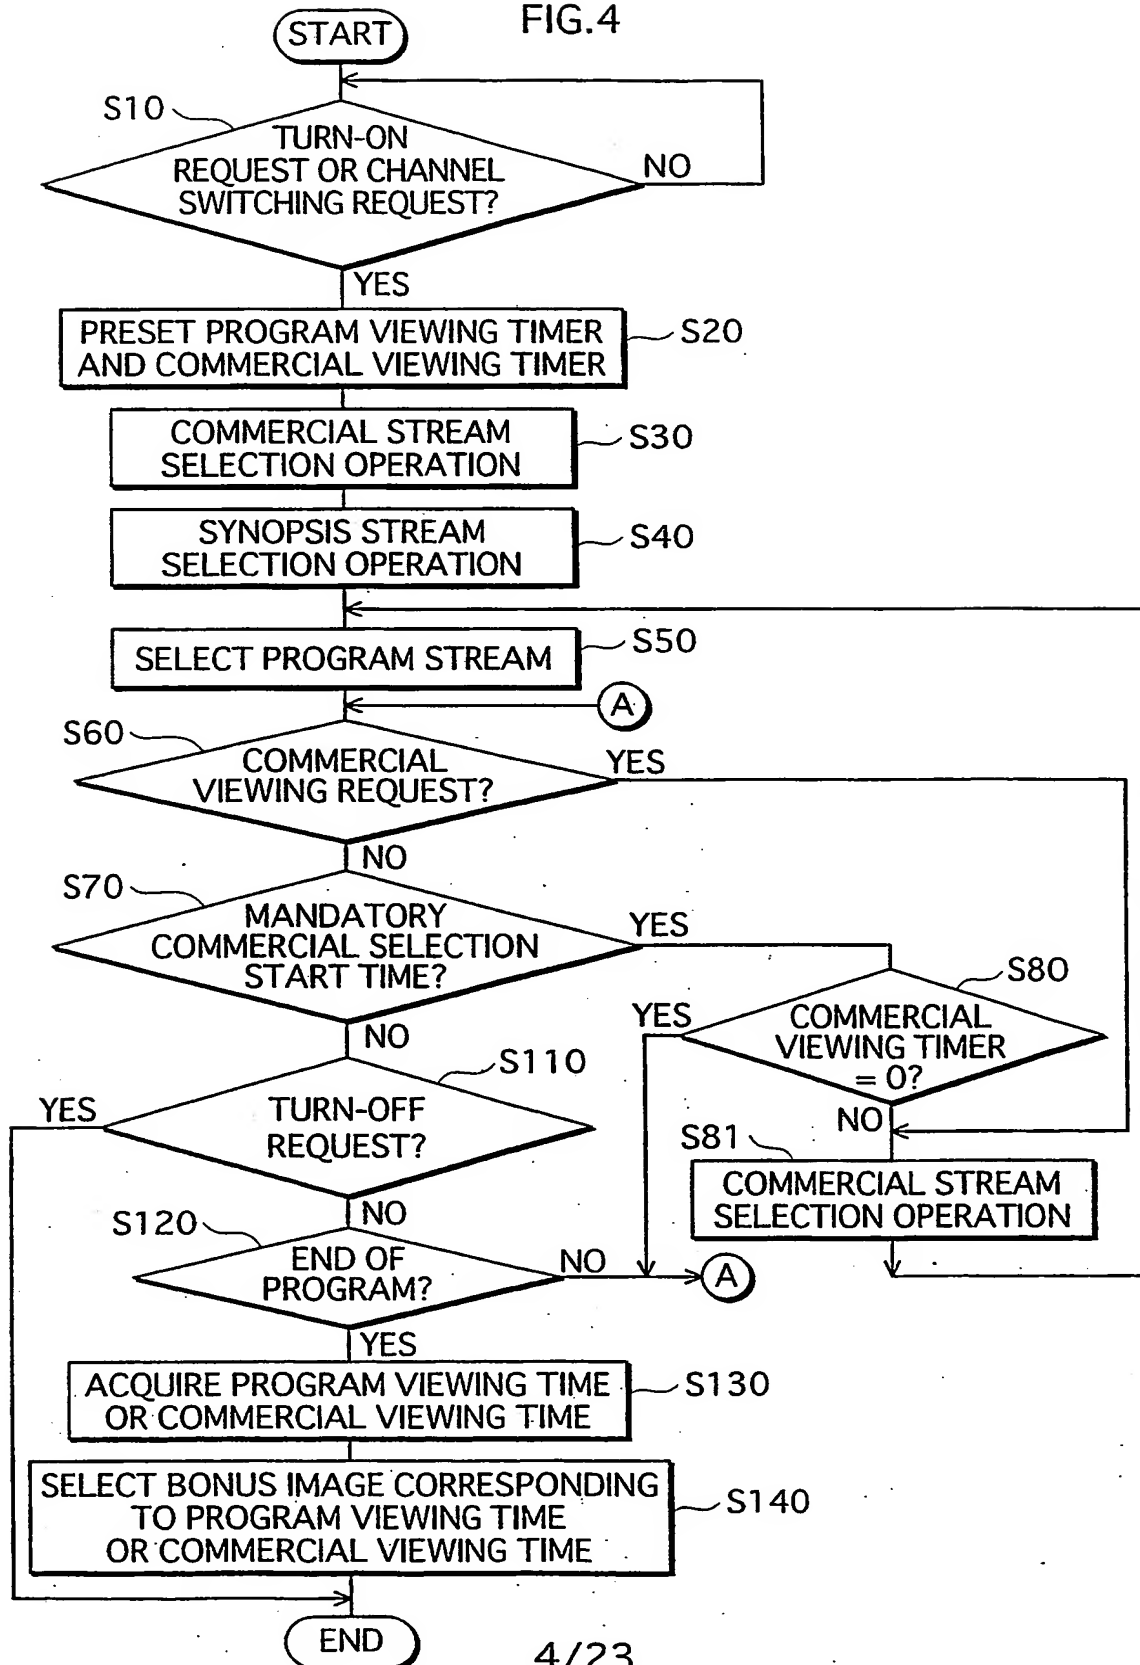 FIG.4
START
S10
TURN-ON
REQUEST OR CHANNEL
SWITCHING REQUEST?
NO
YES
PRESET PROGRAM VIEWING TIMER
AND COMMERCIAL VIEWING TIMER
S20
COMMERCIAL STREAM
SELECTION OPERATION
S30
SYNOPSIS STREAM
SELECTION OPERATION
S40
SELECT PROGRAM STREAM
S50
A
S60
COMMERCIAL
VIEWING REQUEST?
YES
NO
S70
MANDATORY
COMMERCIAL SELECTION
START TIME?
YES
NO
S80
COMMERCIAL
VIEWING TIMER
= 0?
YES
NO
S81
COMMERCIAL STREAM
SELECTION OPERATION
S110
TURN-OFF
REQUEST?
YES
NO
S120
END OF
PROGRAM?
NO
A
YES
ACQUIRE PROGRAM VIEWING TIME
OR COMMERCIAL VIEWING TIME
S130
SELECT BONUS IMAGE CORRESPONDING
TO PROGRAM VIEWING TIME
OR COMMERCIAL VIEWING TIME
S140
END
4/23